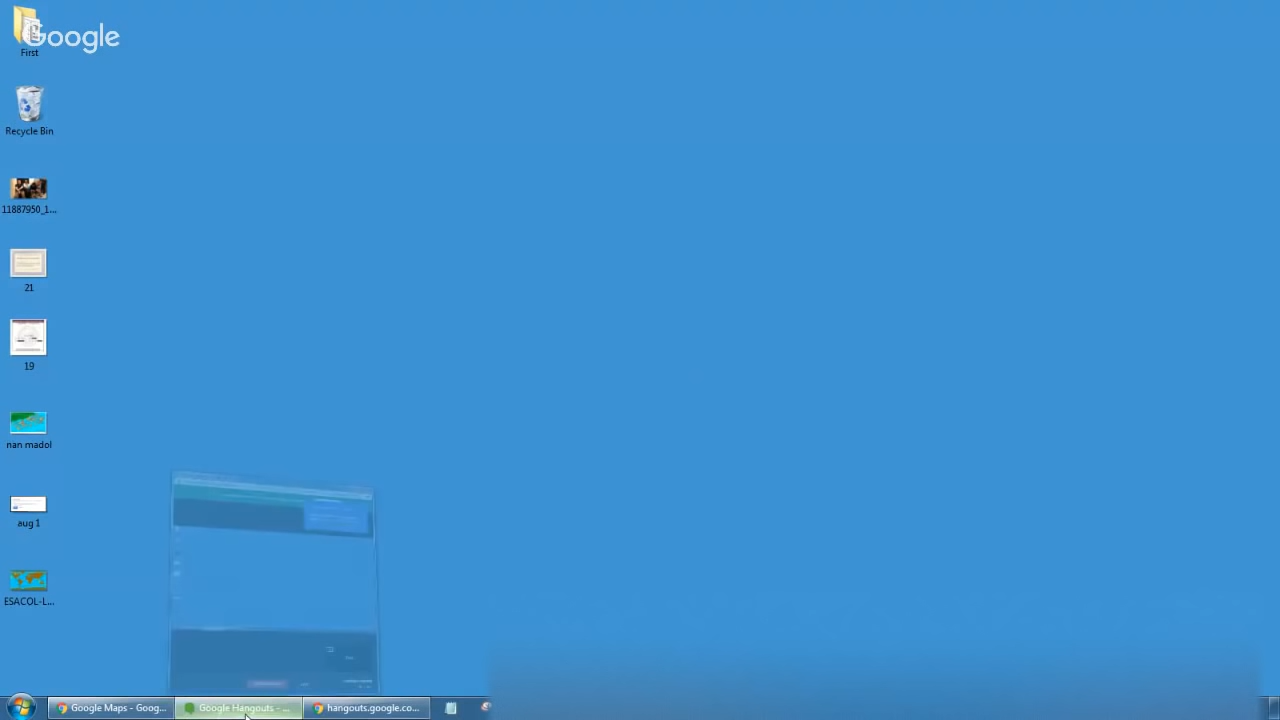 Google
First
Recycle Bin
11887950_1...
21
19
nan madol
aug 1
ESACOL-L...
Google Maps - Goog...
Google Hangouts - ...
hangouts.google.co...